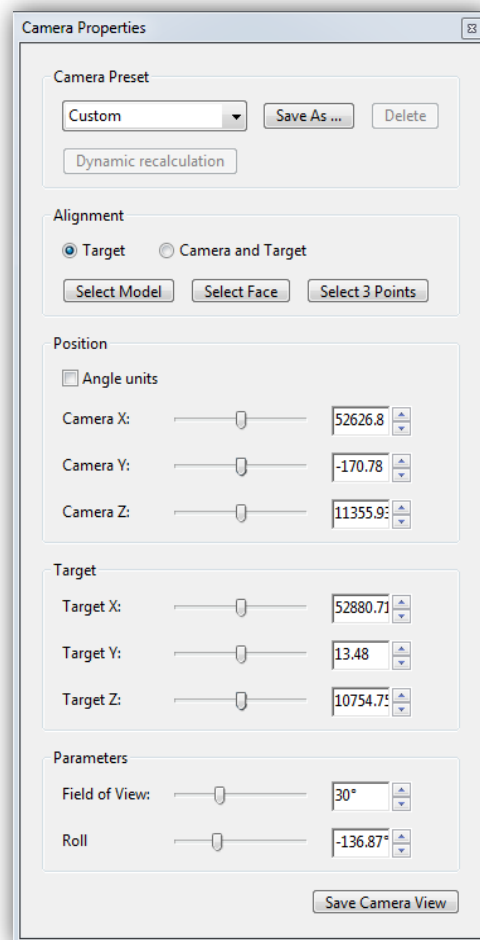 Camera Properties
Camera Preset
Custom Save As ... Delete
Dynamic recalculation
Alignment
Target Camera and Target
Select Model Select Face Select 3 Points
Position
Angle units
Camera X: 52626.8
Camera Y: -170.78
Camera Z: 11355.93
Target
Target X: 52880.71
Target Y: 13.48
Target Z: 10754.75
Parameters
Field of View: 30°
Roll -136.87°
Save Camera View